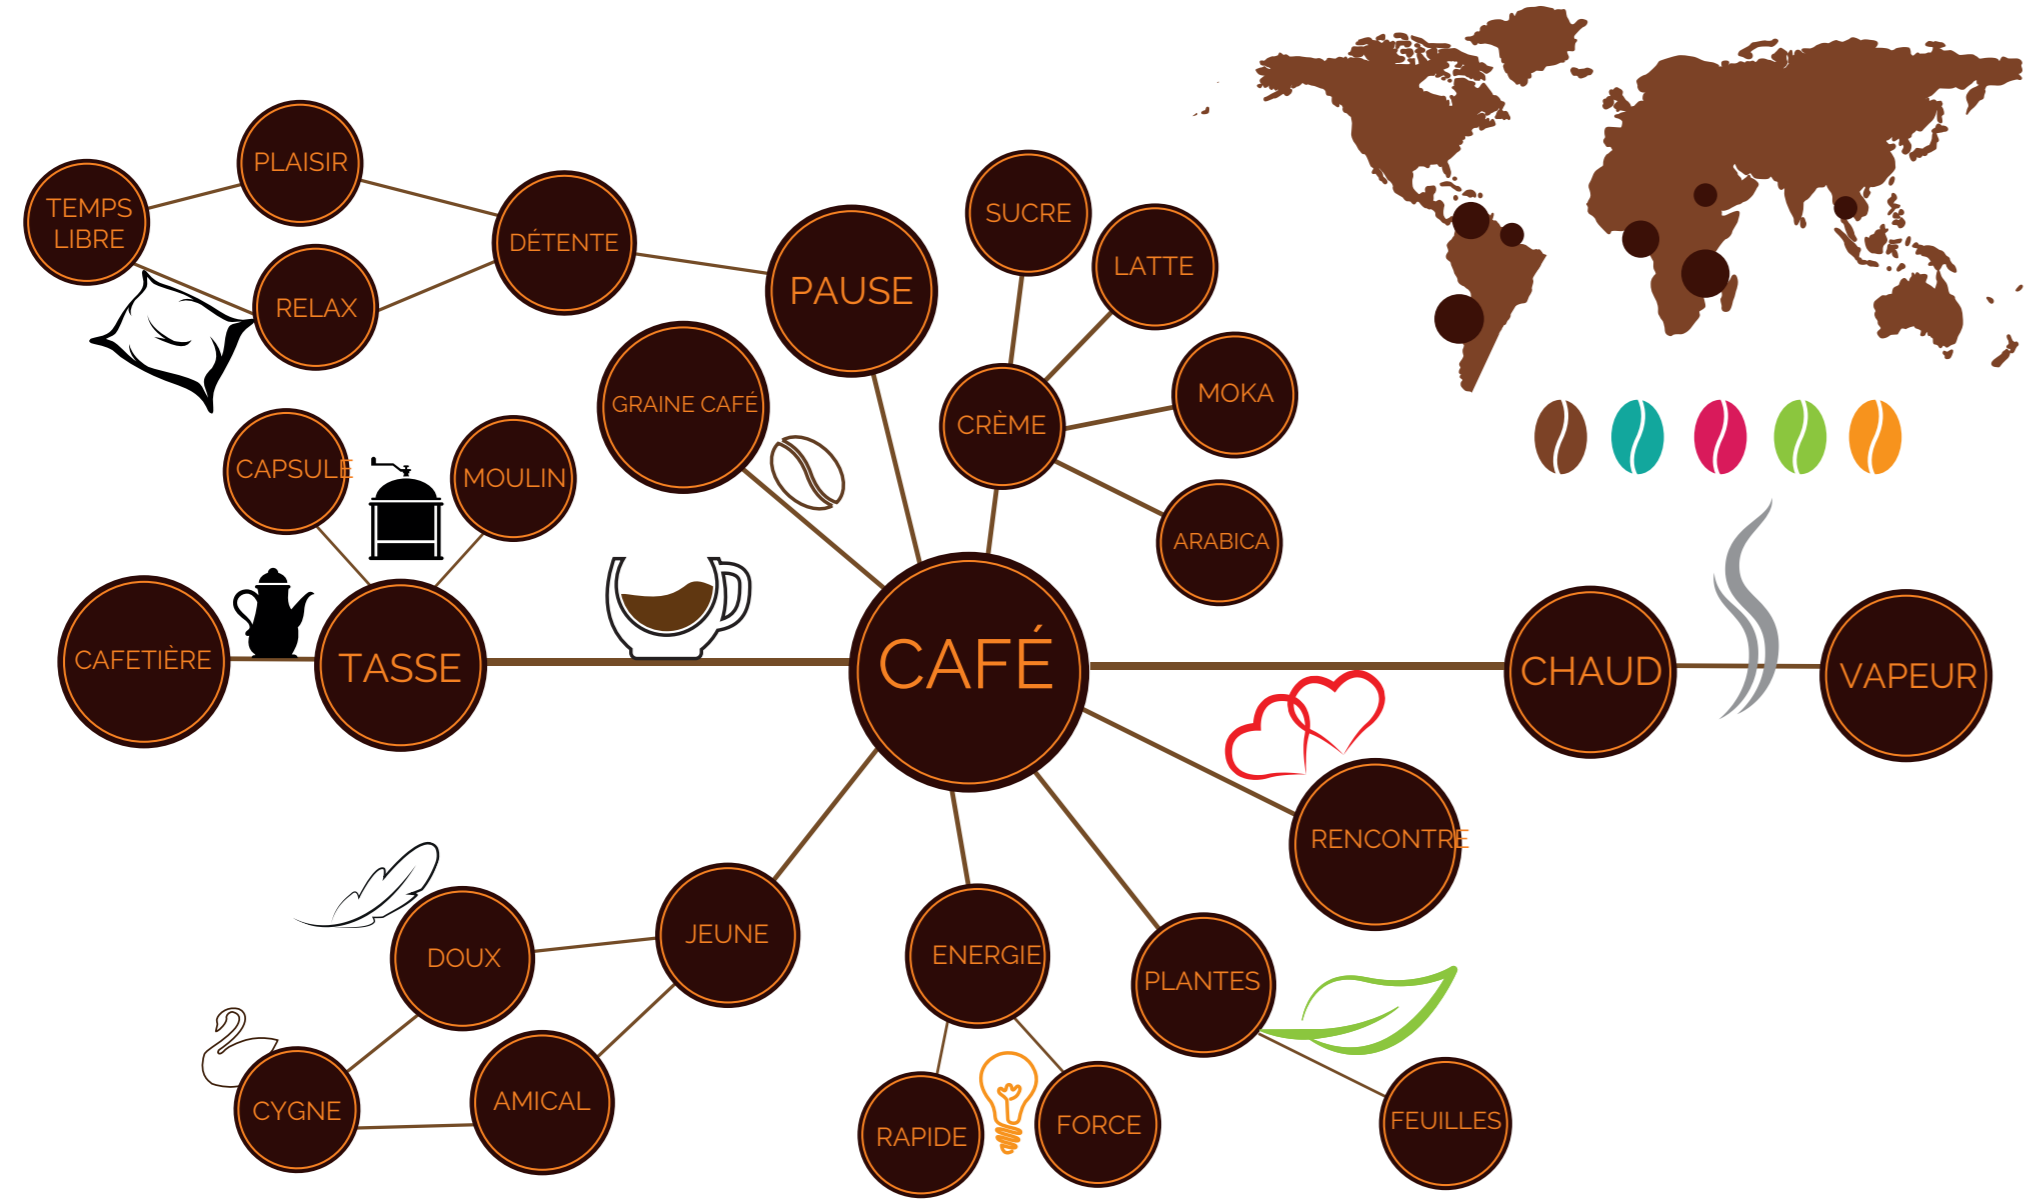 PLAISIR
TEMPS
LIBRE
DÉTENTE
RELAX
PAUSE
SUCRE
LATTE
MOKA
CRÈME
ARABICA
GRAINE CAFÉ
CAPSULE
MOULIN
CAFETIÈRE
TASSE
CAFÉ
CHAUD
VAPEUR
RENCONTRE
JEUNE
DOUX
AMICAL
CYGNE
ENERGIE
RAPIDE
FORCE
PLANTES
FEUILLES